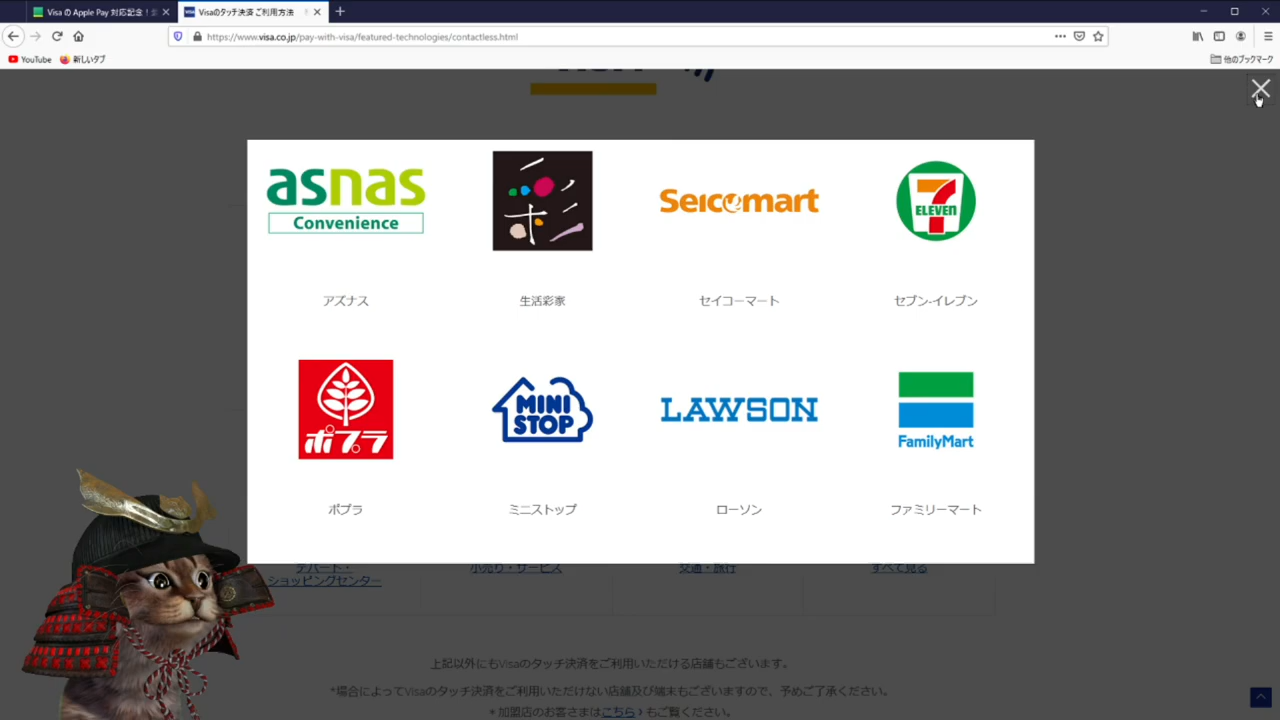 Visa の Apple Pay 対応記念！
Visaのタッチ決済 ご利用方法
https://www.visa.co.jp/pay-with-visa/featured-technologies/contactless.html
YouTube
新しいタブ
他のブックマーク
asnas
Convenience
彩
Seicomart
7
ELEVEN
アズナス
生活彩家
セイコーマート
セブン-イレブン
ポプラ
MINI
STOP
LAWSON
FamilyMart
ポプラ
ミニストップ
ローソン
ファミリーマート
デパート・
ショッピングセンター
小売り・サービス
交通・旅行
すべて見る
上記以外にもVisaのタッチ決済をご利用いただける店舗もございます。
*場合によってVisaのタッチ決済をご利用いただけない店舗及び端末もございますので、予めご了承ください。
*加盟店のお客さまはこちら › もご覧ください。